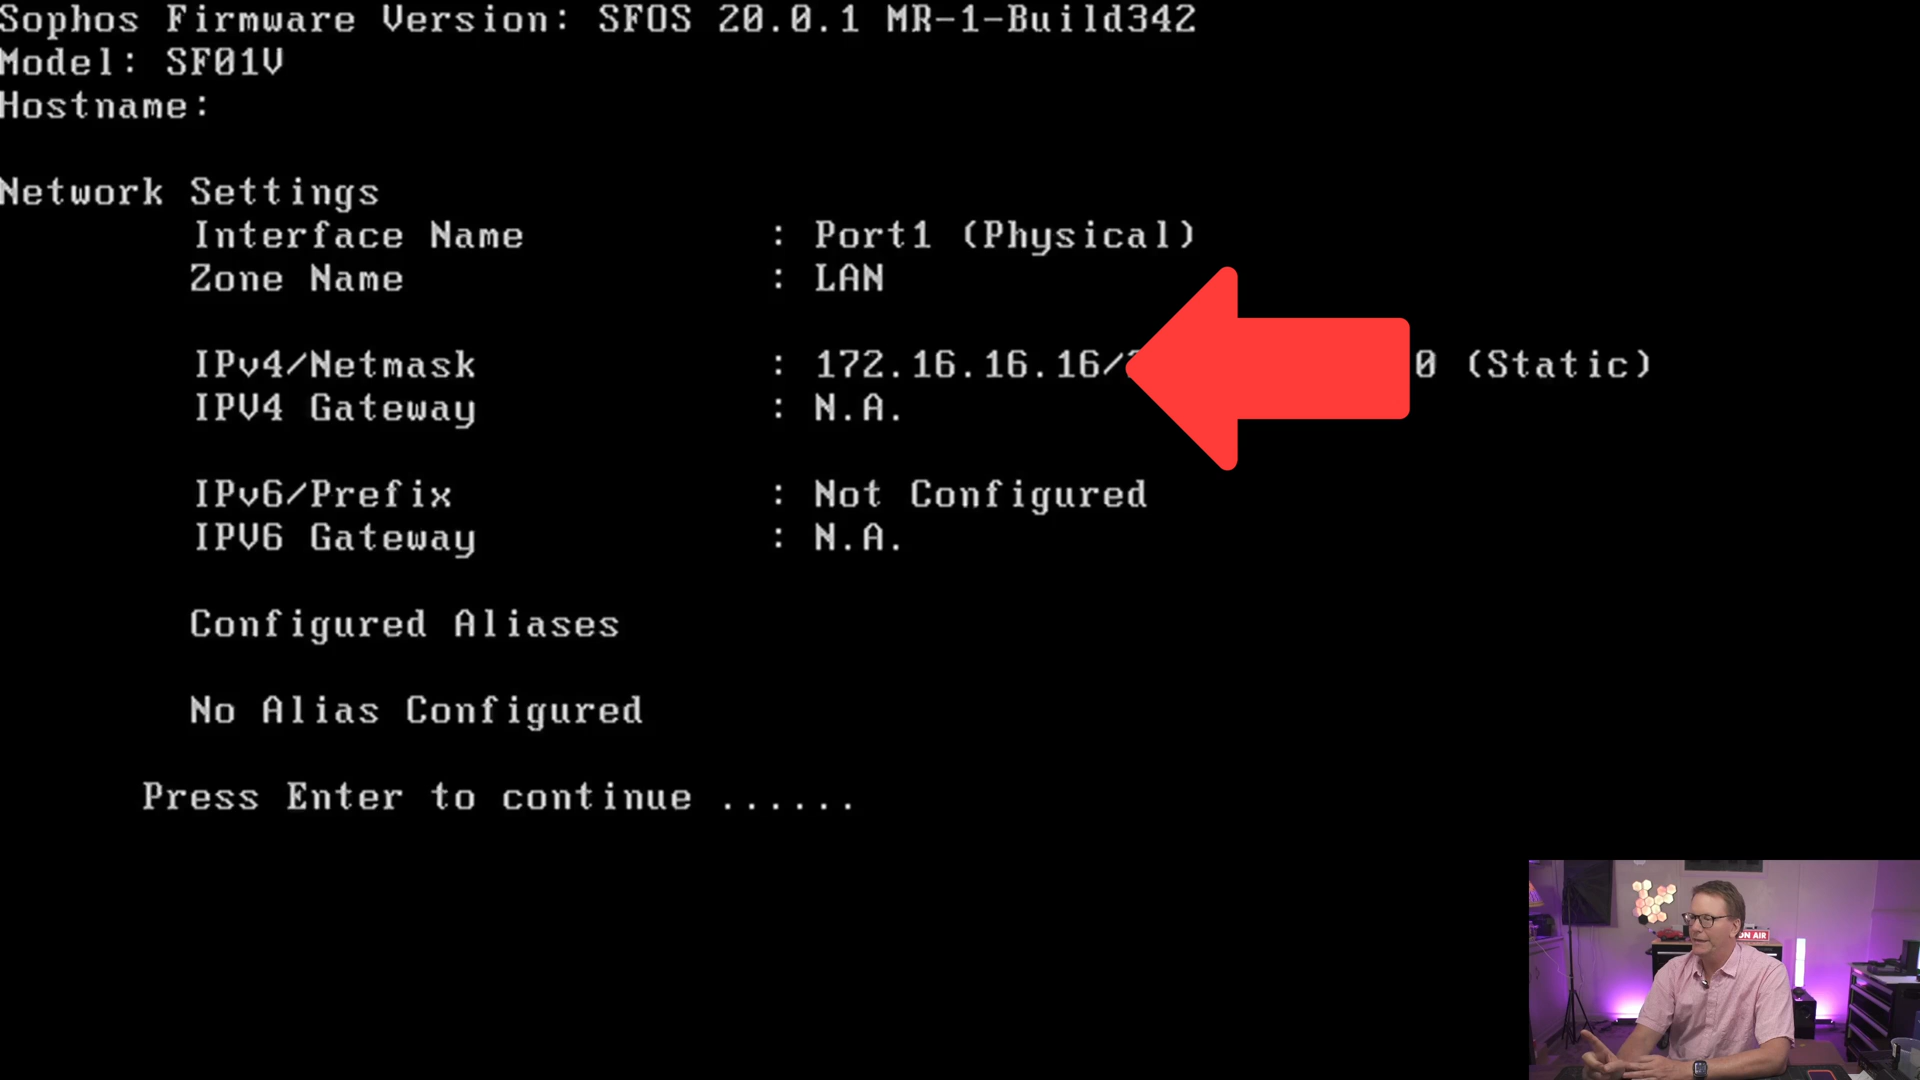 Sophos Firmware Version: SFOS 20.0.1 MR-1-Build342
Model: SF01V
Hostname:
Network Settings
Interface Name : Port1 (Physical)
Zone Name : LAN
IPv4/Netmask : 172.16.16.16/ 0 (Static)
IPV4 Gateway : N.A.
IPv6/Prefix : Not Configured
IPV6 Gateway : N.A.
Configured Aliases
No Alias Configured
Press Enter to continue ......
ON AIR